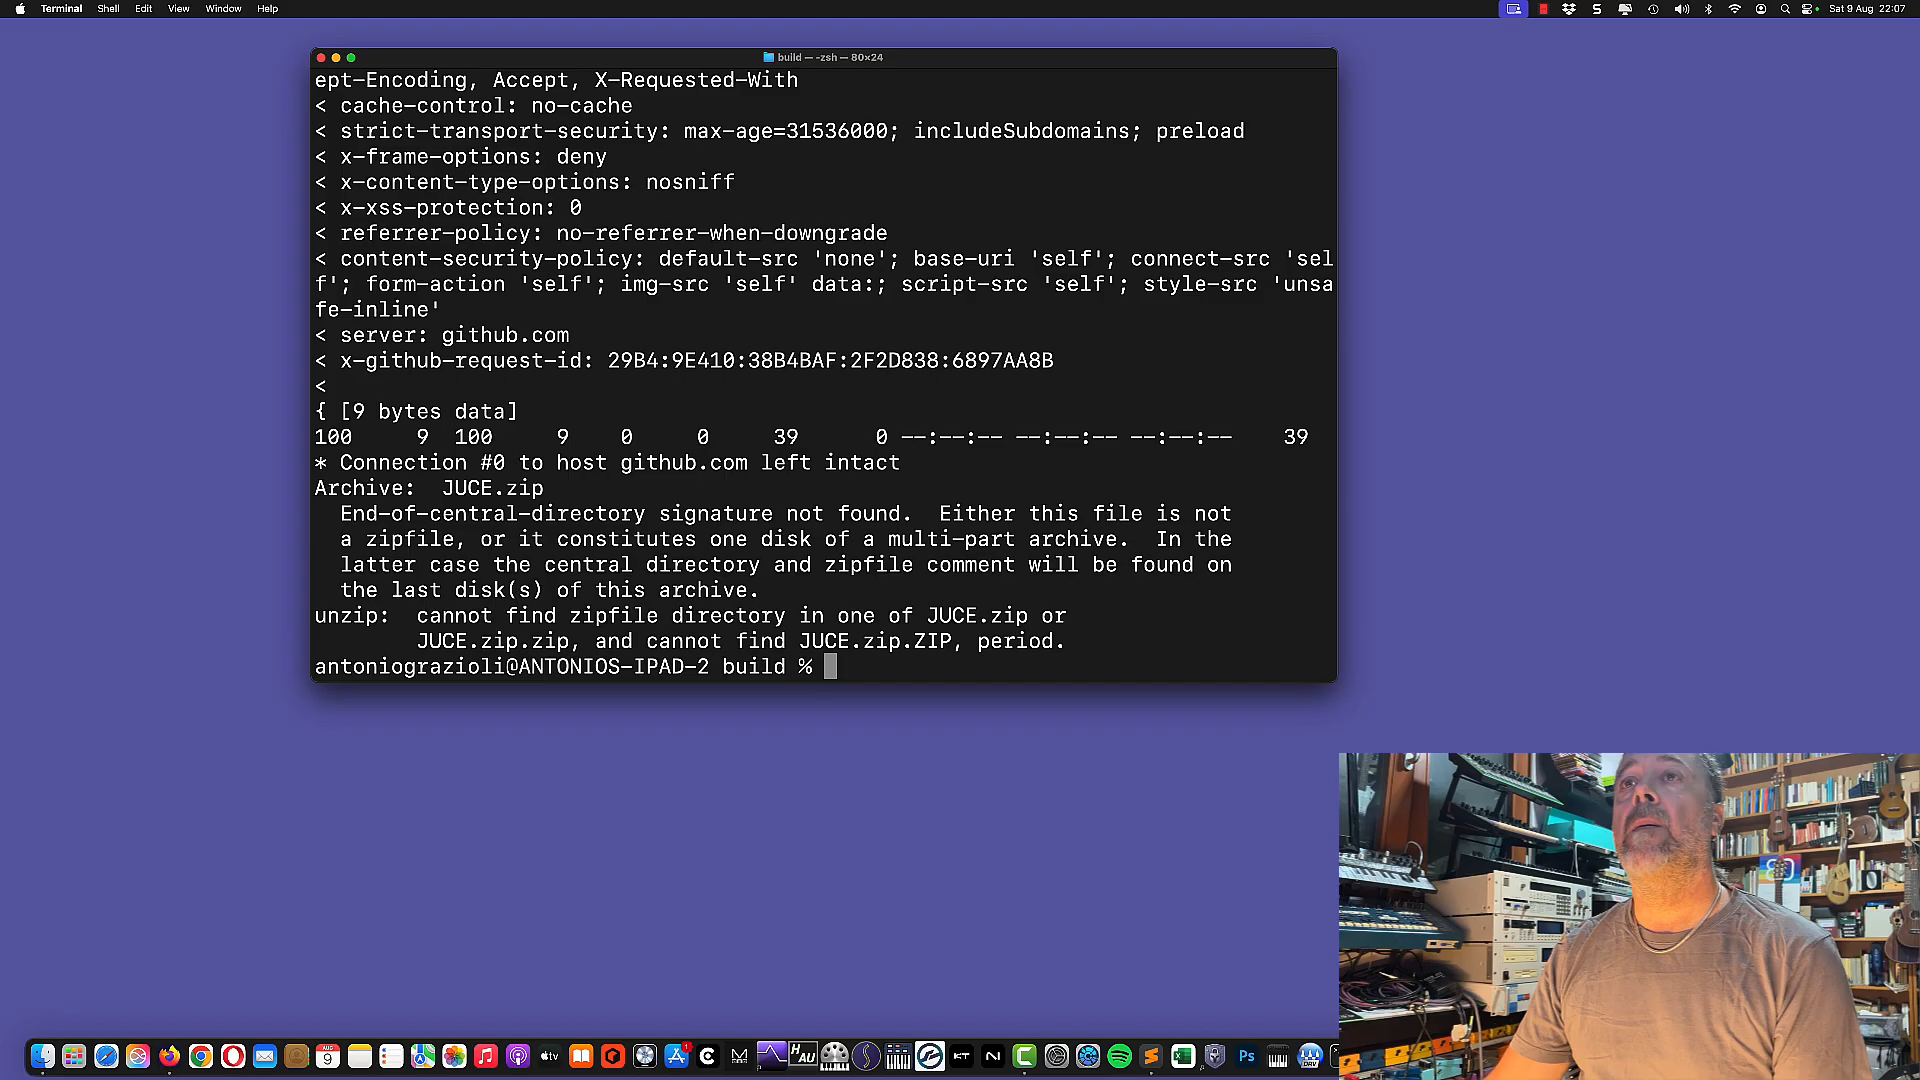 Terminal Shell Edit View Window Help
Sat 9 Aug 22:07
build — -zsh — 80×24
ept-Encoding, Accept, X-Requested-With
< cache-control: no-cache
< strict-transport-security: max-age=31536000; includeSubdomains; preload
< x-frame-options: deny
< x-content-type-options: nosniff
< x-xss-protection: 0
< referrer-policy: no-referrer-when-downgrade
< content-security-policy: default-src 'none'; base-uri 'self'; connect-src 'sel
f'; form-action 'self'; img-src 'self' data:; script-src 'self'; style-src 'unsa
fe-inline'
< server: github.com
< x-github-request-id: 29B4:9E410:38B4BAF:2F2D838:6897AA8B
<
{ [9 bytes data]
100 9 100 9 0 0 39 0 --:--:-- --:--:-- --:--:-- 39
* Connection #0 to host github.com left intact
Archive: JUCE.zip
End-of-central-directory signature not found. Either this file is not
a zipfile, or it constitutes one disk of a multi-part archive. In the
latter case the central directory and zipfile comment will be found on
the last disk(s) of this archive.
unzip: cannot find zipfile directory in one of JUCE.zip or
JUCE.zip.zip, and cannot find JUCE.zip.ZIP, period.
antoniograzioli@ANTONIOS-IPAD-2 build %
AUG
9
tv
HAU
KT
N
Ps